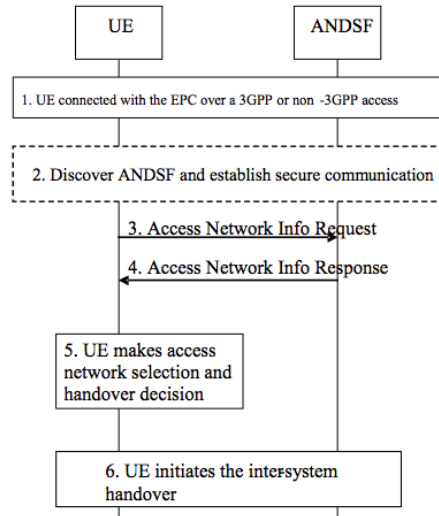 UE
ANDSF
1. UE connected with the EPC over a 3GPP or non -3GPP access
2. Discover ANDSF and establish secure communication
3. Access Network Info Request
4. Access Network Info Response
5. UE makes access
network selection and
handover decision
6. UE initiates the inter-system
handover